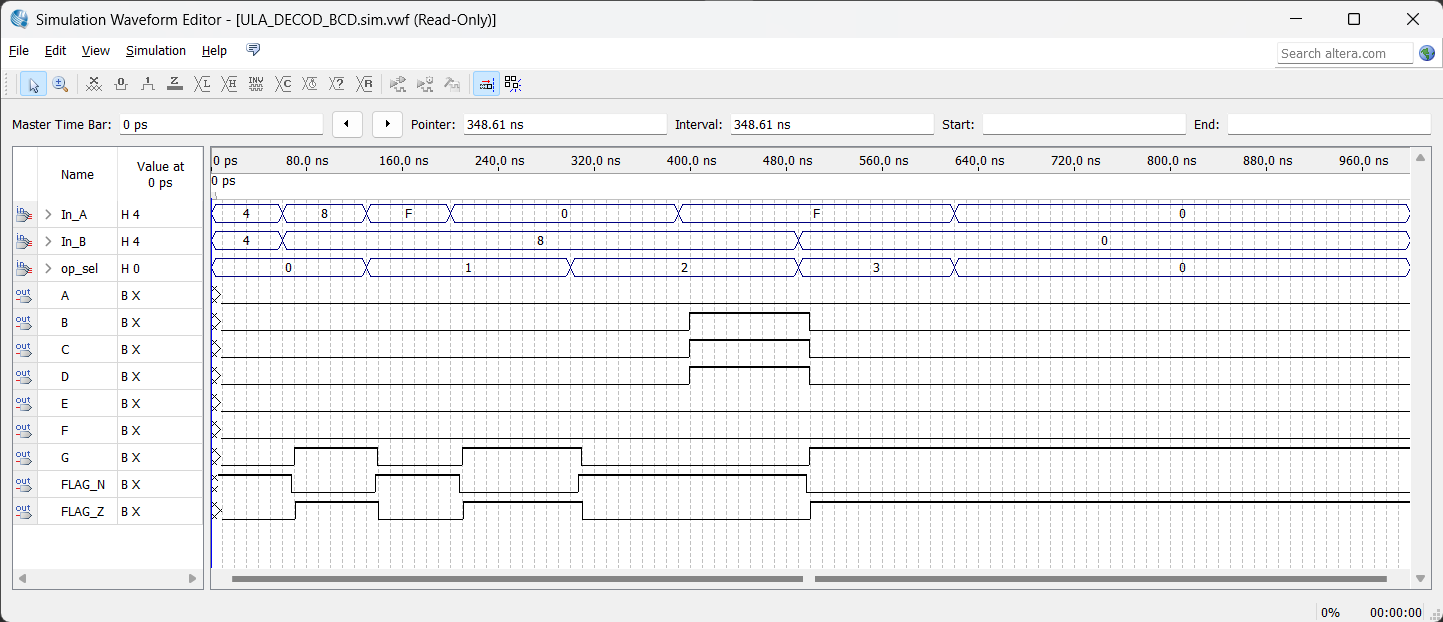 Simulation Waveform Editor - [ULA_DECOD_BCD.sim.vwf (Read-Only)]
File Edit View Simulation Help
Search altera.com
Master Time Bar: 0 ps Pointer: 348.61 ns Interval: 348.61 ns Start: End:
Name Value at 0 ps
0 ps 80.0 ns 160.0 ns 240.0 ns 320.0 ns 400.0 ns 480.0 ns 560.0 ns 640.0 ns 720.0 ns 800.0 ns 880.0 ns 960.0 ns
0 ps
in In_A H 4 4 8 F 0 F 0
in In_B H 4 4 8 0
in op_sel H 0 0 1 2 3 0
out A B X
out B B X
out C B X
out D B X
out E B X
out F B X
out G B X
out FLAG_N B X
out FLAG_Z B X
0% 00:00:00